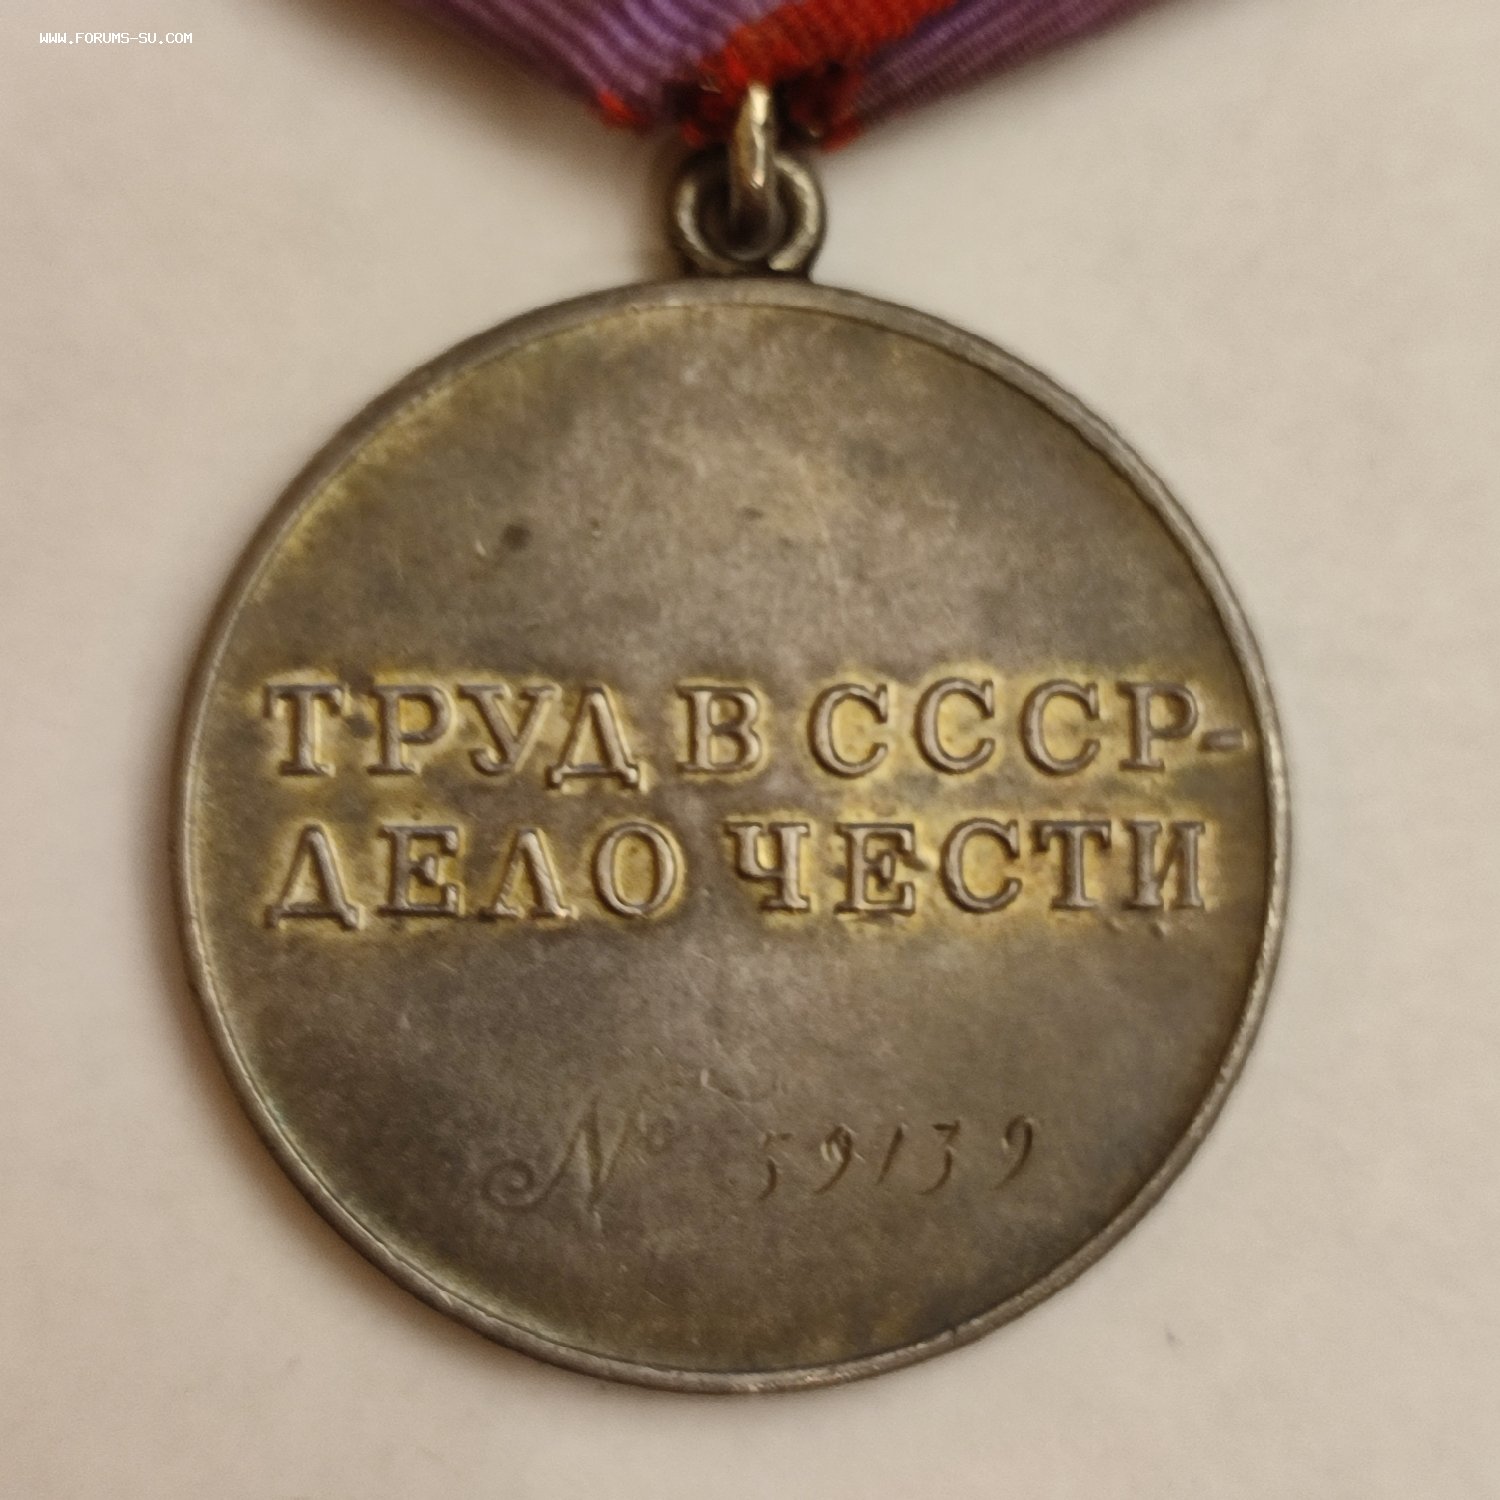 WWW.FORUMS-SU.COM
ТРУД В СССР-
ДЕЛО ЧЕСТИ
№ 59139